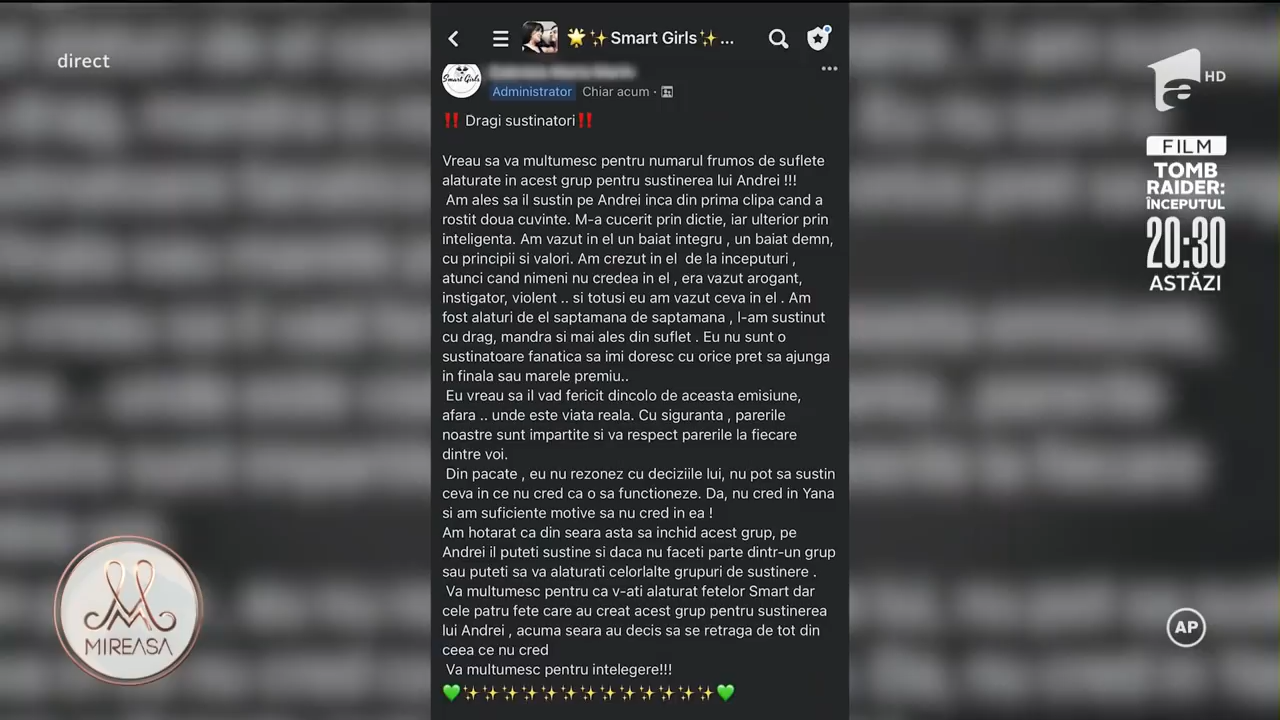 direct
🌟✨Smart Girls✨...
Smart Girls
Administrator Chiar acum ·
‼️ Dragi sustinatori‼️
Vreau sa va multumesc pentru numarul frumos de suflete
alaturate in acest grup pentru sustinerea lui Andrei !!!
Am ales sa il sustin pe Andrei inca din prima clipa cand a
rostit doua cuvinte. M-a cucerit prin dictie, iar ulterior prin
inteligenta. Am vazut in el un baiat integru , un baiat demn,
cu principii si valori. Am crezut in el de la inceputuri ,
atunci cand nimeni nu credea in el , era vazut arogant,
instigator, violent .. si totusi eu am vazut ceva in el . Am
fost alaturi de el saptamana de saptamana , l-am sustinut
cu drag, mandra si mai ales din suflet . Eu nu sunt o
sustinatoare fanatica sa imi doresc cu orice pret sa ajunga
in finala sau marele premiu..
Eu vreau sa il vad fericit dincolo de aceasta emisiune,
afara .. unde este viata reala. Cu siguranta , parerile
noastre sunt impartite si va respect parerile la fiecare
dintre voi.
Din pacate , eu nu rezonez cu deciziile lui, nu pot sa sustin
ceva in ce nu cred ca o sa functioneze. Da, nu cred in Yana
si am suficiente motive sa nu cred in ea !
Am hotarat ca din seara asta sa inchid acest grup, pe
Andrei il puteti sustine si daca nu faceti parte dintr-un grup
sau puteti sa va alaturati celorlalte grupuri de sustinere .
Va multumesc pentru ca v-ati alaturat fetelor Smart dar
cele patru fete care au creat acest grup pentru sustinerea
lui Andrei , acuma seara au decis sa se retraga de tot din
ceea ce nu cred
Va multumesc pentru intelegere!!!
💚✨✨✨✨✨✨✨✨✨✨✨✨✨💚
a HD
FILM
TOMB
RAIDER:
ÎNCEPUTUL
20:30
ASTĂZI
MIREASA
AP